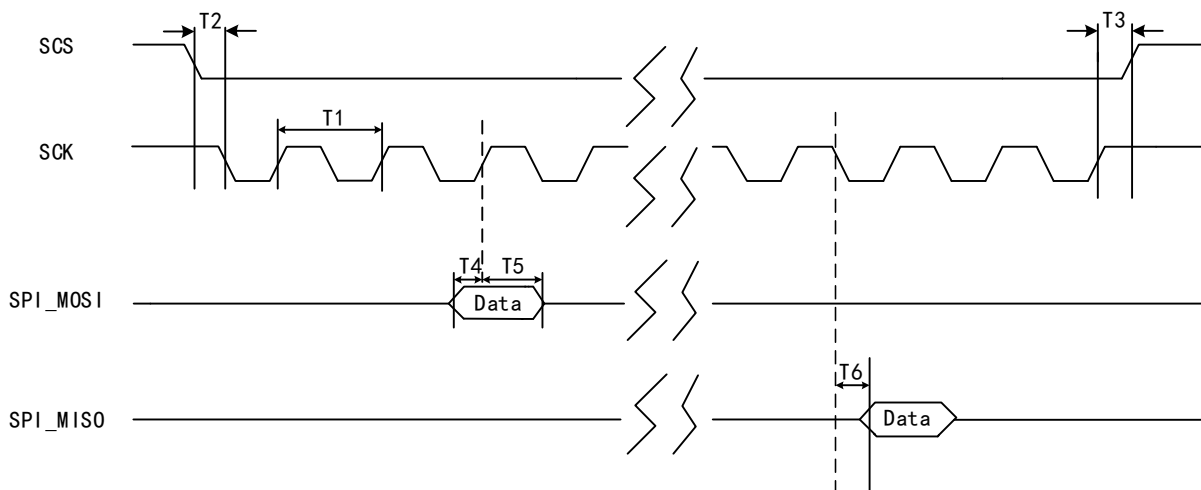 T2
T3
SCS
T1
SCK
T4
T5
SPI_MOSI
Data
T6
SPI_MISO
Data